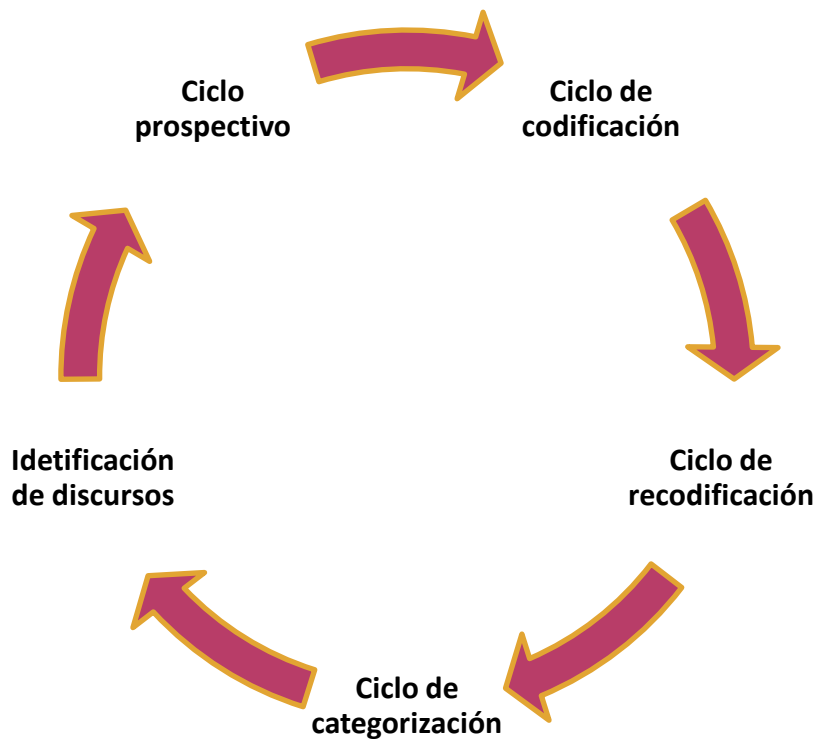 Ciclo
prospectivo
Ciclo de
codificación
Ciclo de
recodificación
Ciclo de
categorización
Idetificación
de discursos